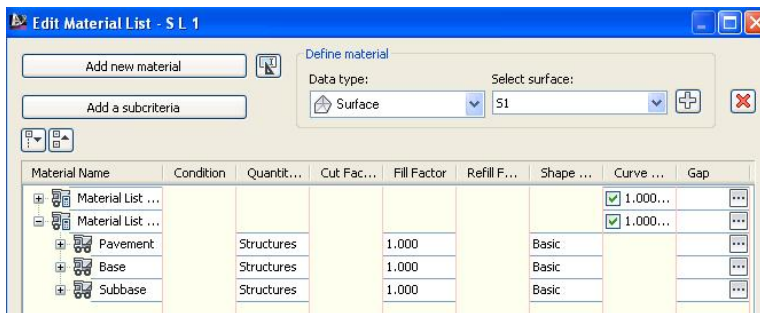 Edit Material List - S L 1
Add new material
Define material
Data type:
Select surface:
Surface
S1
Add a subcriteria
Material Name Condition Quantit... Cut Fac... Fill Factor Refill F... Shape ... Curve ... Gap
Material List ... 1.000...
Material List ... 1.000...
Pavement Structures 1.000 Basic
Base Structures 1.000 Basic
Subbase Structures 1.000 Basic